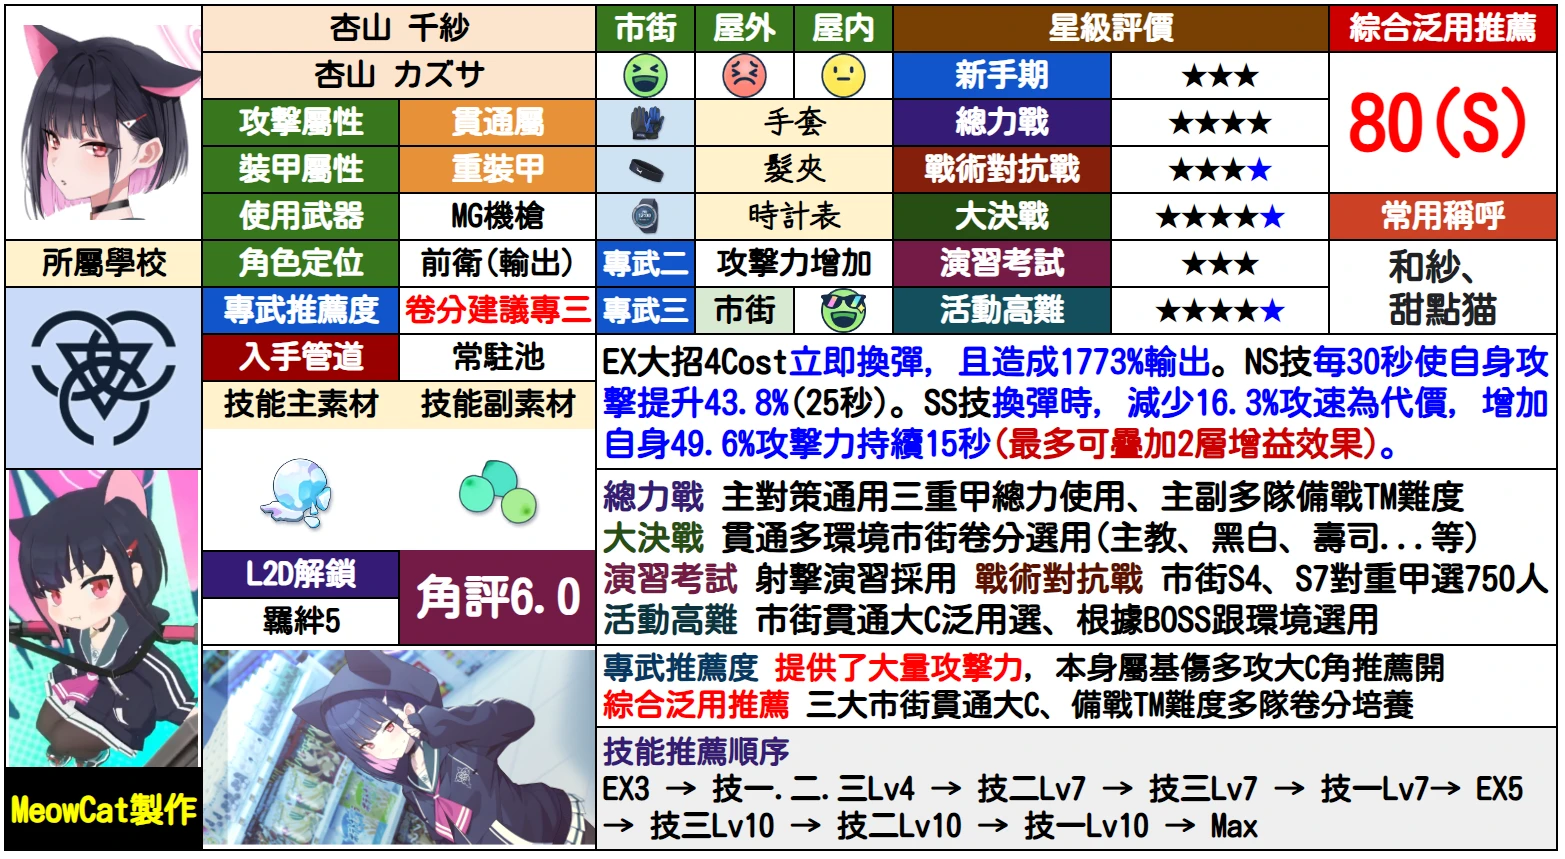 杏山 千紗
市街 屋外 屋内
星級評價
綜合泛用推薦
杏山 カズサ
新手期 ★★★
80(S)
攻擊屬性 貫通屬
手套
總力戰 ★★★★
裝甲屬性 重裝甲
髮夾
戰術對抗戰 ★★★★
使用武器 MG機槍
時計表
大決戰 ★★★★★
常用稱呼
所屬學校
角色定位 前衛(輸出)
專武二 攻擊力增加
演習考試 ★★★
和紗、
甜點猫
專武推薦度 卷分建議專三
專武三 市街
活動高難 ★★★★★
入手管道 常駐池
技能主素材 技能副素材
EX大招4Cost立即換彈, 且造成1773%輸出。NS技每30秒使自身攻
擊提升43.8%(25秒)。SS技換彈時, 減少16.3%攻速為代價, 增加
自身49.6%攻擊力持續15秒(最多可疊加2層增益效果)。
總力戰 主對策通用三重甲總力使用、主副多隊備戰TM難度
大決戰 貫通多環境市街卷分選用(主教、黑白、壽司...等)
演習考試 射擊演習採用 戰術對抗戰 市街S4、S7對重甲選750人
活動高難 市街貫通大C泛用選、根據BOSS跟環境選用
L2D解鎖
羈絆5
角評6.0
專武推薦度 提供了大量攻擊力, 本身屬基傷多攻大C角推薦開
綜合泛用推薦 三大市街貫通大C、備戰TM難度多隊卷分培養
技能推薦順序
EX3 → 技一.二.三Lv4 → 技二Lv7 → 技三Lv7 → 技一Lv7→ EX5
→ 技三Lv10 → 技二Lv10 → 技一Lv10 → Max
MeowCat製作